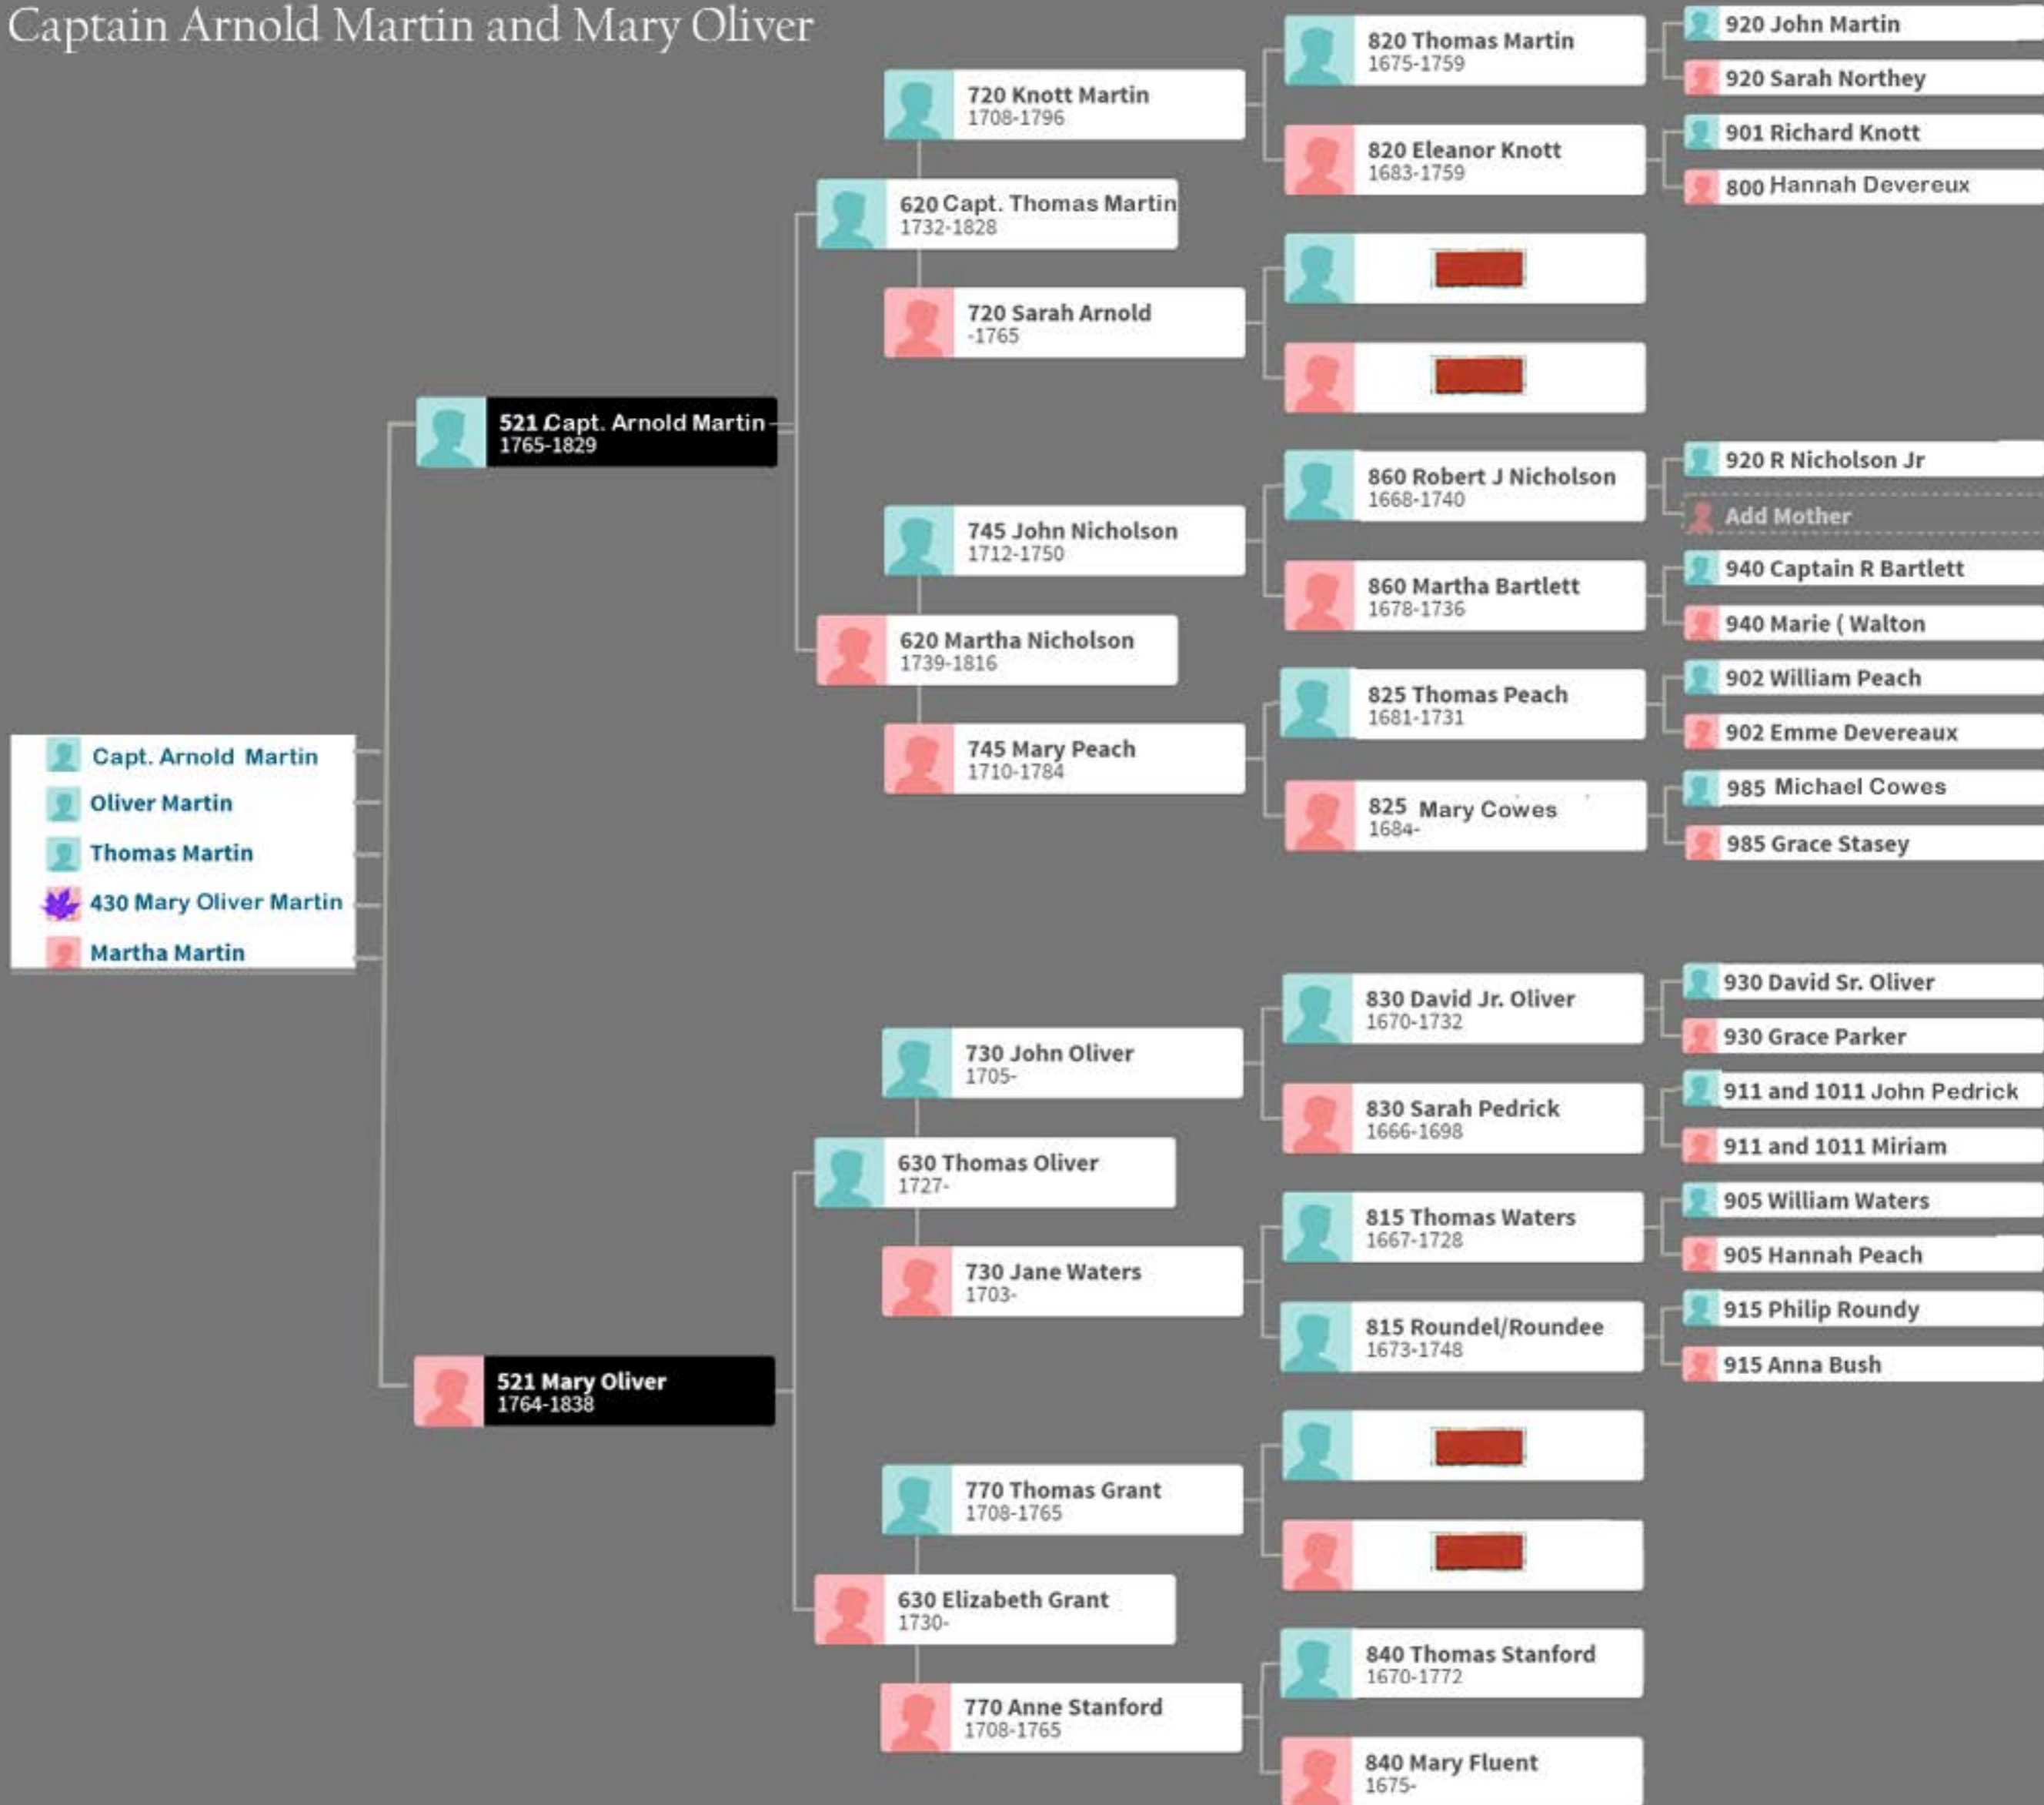 Captain Arnold Martin and Mary Oliver
920 John Martin
820 Thomas Martin
1675-1759
920 Sarah Northey
720 Knott Martin
1708-1796
901 Richard Knott
820 Eleanor Knott
1683-1759
800 Hannah Devereux
620 Capt. Thomas Martin
1732-1828
720 Sarah Arnold
-1765
521 Capt. Arnold Martin
1765-1829
920 R Nicholson Jr
860 Robert J Nicholson
1668-1740
Add Mother
745 John Nicholson
1712-1750
940 Captain R Bartlett
860 Martha Bartlett
1678-1736
940 Marie ( Walton
620 Martha Nicholson
1739-1816
902 William Peach
825 Thomas Peach
1681-1731
902 Emme Devereaux
745 Mary Peach
1710-1784
985 Michael Cowes
825 Mary Cowes
1684-
985 Grace Stasey
Capt. Arnold Martin
Oliver Martin
Thomas Martin
430 Mary Oliver Martin
Martha Martin
930 David Sr. Oliver
830 David Jr. Oliver
1670-1732
930 Grace Parker
730 John Oliver
1705-
911 and 1011 John Pedrick
830 Sarah Pedrick
1666-1698
911 and 1011 Miriam
630 Thomas Oliver
1727-
905 William Waters
815 Thomas Waters
1667-1728
905 Hannah Peach
730 Jane Waters
1703-
915 Philip Roundy
815 Roundel/Roundee
1673-1748
915 Anna Bush
521 Mary Oliver
1764-1838
770 Thomas Grant
1708-1765
630 Elizabeth Grant
1730-
840 Thomas Stanford
1670-1772
770 Anne Stanford
1708-1765
840 Mary Fluent
1675-